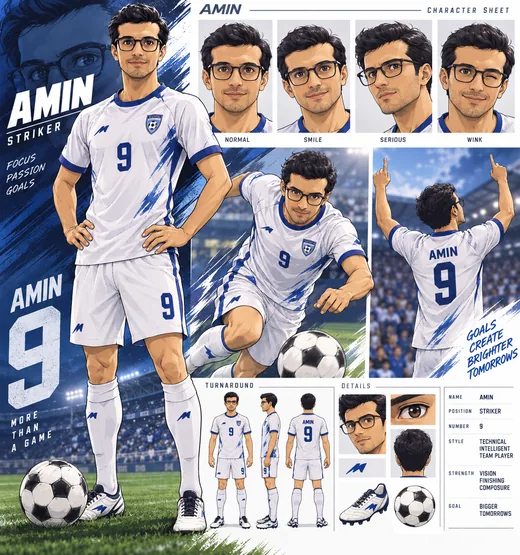 AMIN
STRIKER
FOCUS
PASSION
GOALS
9
9
AMIN
9
MORE
THAN
A GAME
AMIN
CHARACTER SHEET
NORMAL
SMILE
SERIOUS
WINK
9
AMIN
9
GOALS
CREATE
BRIGHTER
TOMORROWS
TURNAROUND
9
9
9
DETAILS
NAME AMIN
POSITION STRIKER
NUMBER 9
STYLE TECHNICAL
INTELLIGENT
TEAM PLAYER
STRENGTH VISION
FINISHING
COMPOSURE
GOAL BIGGER
TOMORROWS